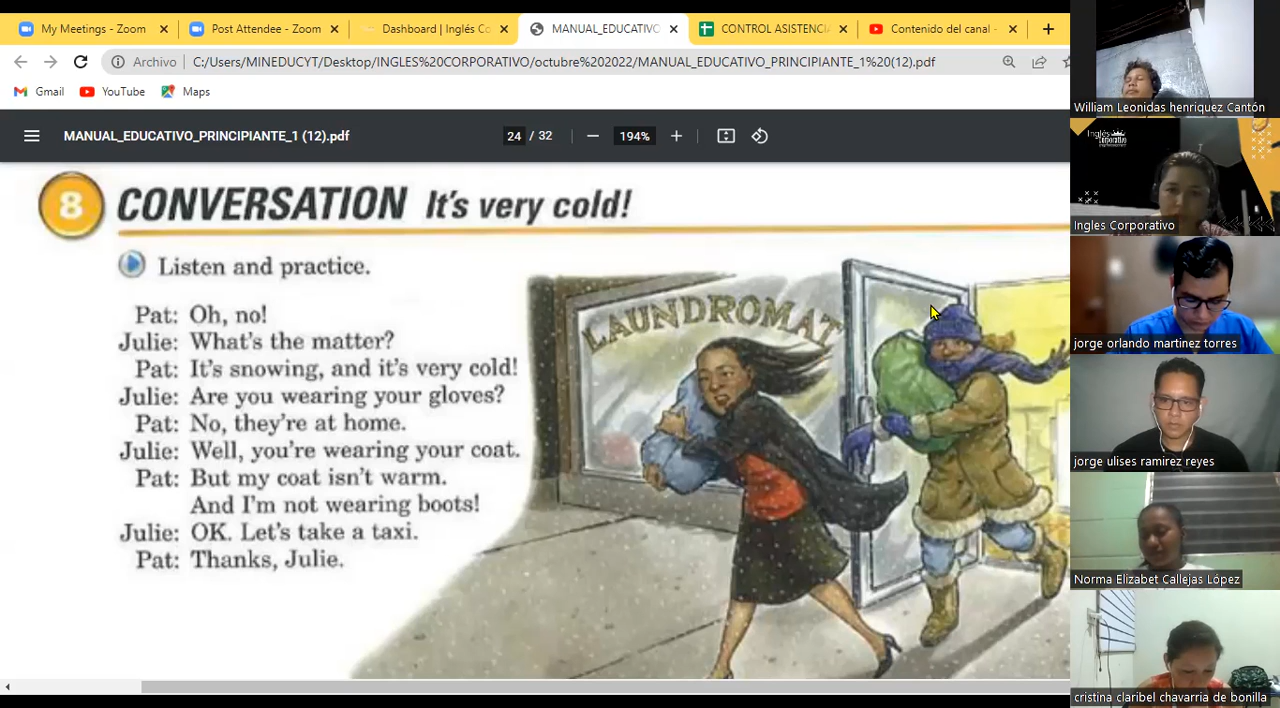 My Meetings - Zoom
Post Attendee - Zoom
Dashboard | Inglés Co
MANUAL_EDUCATIVO
CONTROL ASISTENCI
Contenido del canal -
Archivo
C:/Users/MINEDUCYT/Desktop/INGLES%20CORPORATIVO/octubre%202022/MANUAL_EDUCATIVO_PRINCIPIANTE_1%20(12).pdf
Gmail
YouTube
Maps
MANUAL_EDUCATIVO_PRINCIPIANTE_1 (12).pdf
24 / 32
194%
8 CONVERSATION It's very cold!
Listen and practice.
Pat: Oh, no!
Julie: What's the matter?
Pat: It's snowing, and it's very cold!
Julie: Are you wearing your gloves?
Pat: No, they're at home.
Julie: Well, you're wearing your coat.
Pat: But my coat isn't warm.
And I'm not wearing boots!
Julie: OK. Let's take a taxi.
Pat: Thanks, Julie.
LAUNDROMAT
William Leonidas henriquez Cantón
Inglés
Corporativo
Ingles Corporativo
jorge orlando martinez torres
jorge ulises ramirez reyes
Norma Elizabet Callejas López
cristina claribel chavarria de bonilla